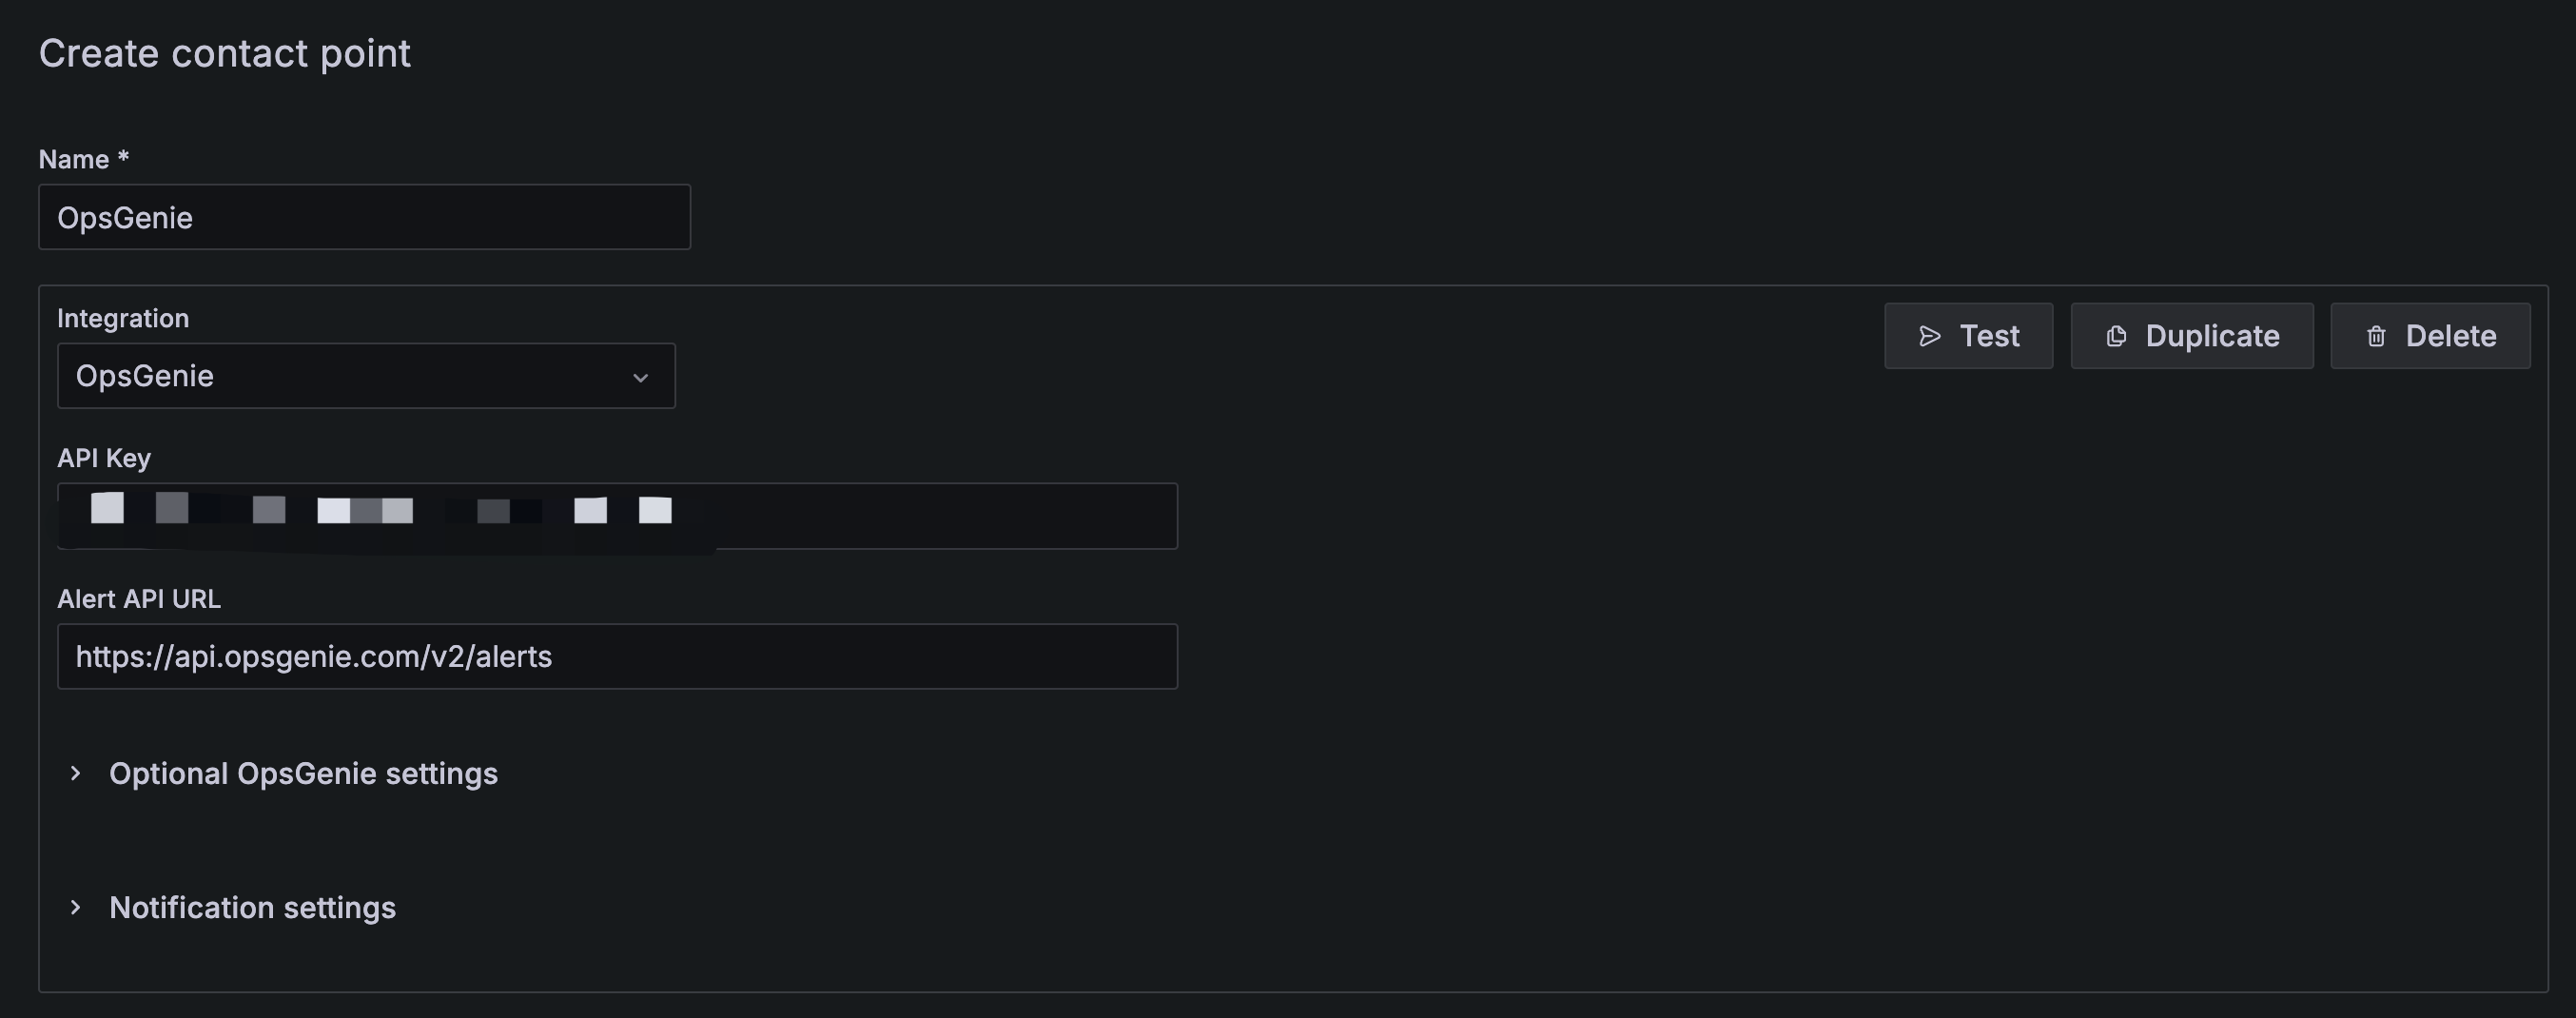 Create contact point
Name *
OpsGenie
Integration
OpsGenie
Test
Duplicate
Delete
API Key
Alert API URL
https://api.opsgenie.com/v2/alerts
Optional OpsGenie settings
Notification settings